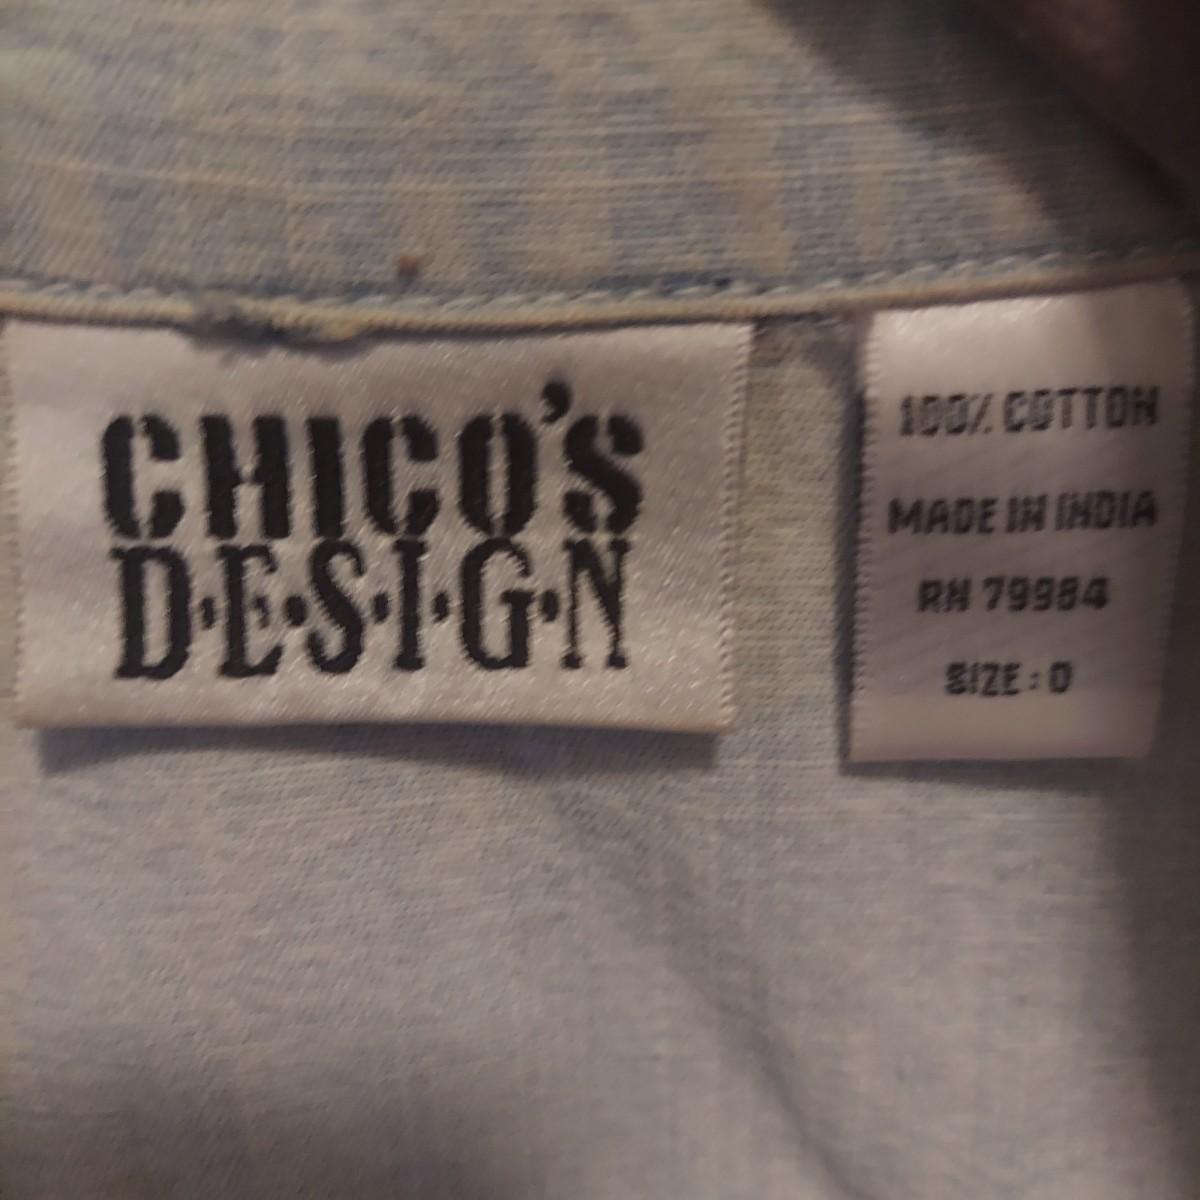 CHICO'S
D·E·S·I·G·N
100% COTTON
MADE IN INDIA
RN 79984
SIZE : 0